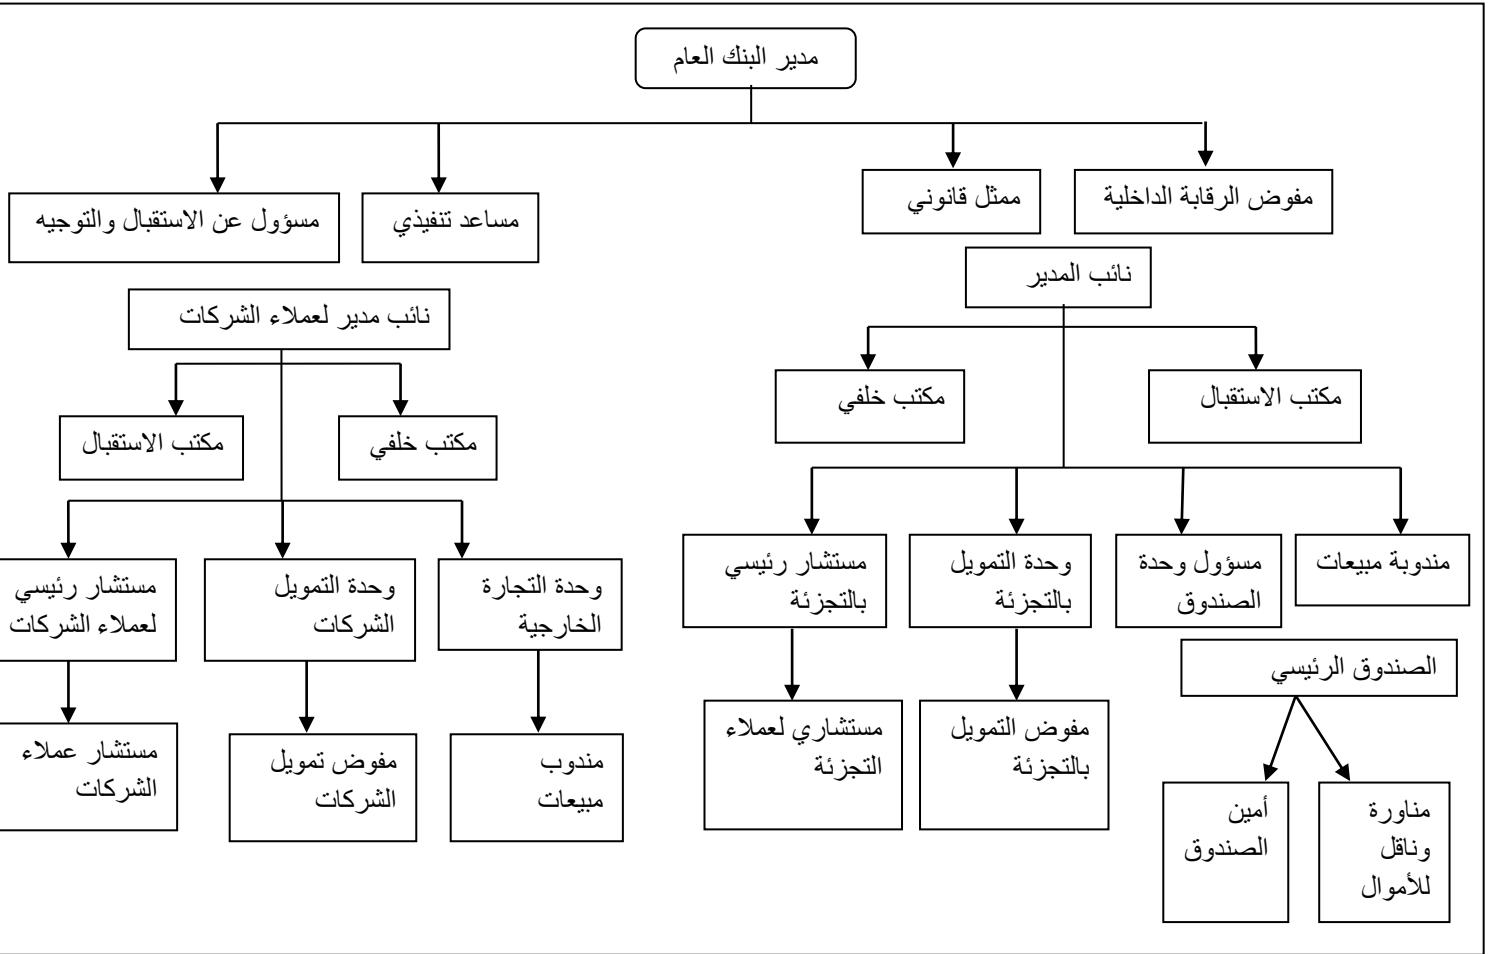 مدير البنك العام
مفوض الرقابة الداخلية
ممثل قانوني
مساعد تنفيذي
مسؤول عن الاستقبال والتوجيه
نائب المدير
نائب مدير لعملاء الشركات
مكتب الاستقبال
مكتب خلفي
مكتب خلفي
مكتب الاستقبال
مندوبة مبيعات
مسؤول وحدة
الصندوق
وحدة التمويل
بالتجزئة
مستشار رئيسي
بالتجزئة
وحدة التجارة
الخارجية
وحدة التمويل
الشركات
مستشار رئيسي
لعملاء الشركات
الصندوق الرئيسي
مفوض التمويل
بالتجزئة
مستشاري لعملاء
التجزئة
مندوب
مبيعات
مفوض تمويل
الشركات
مستشار عملاء
الشركات
مناورة
وناقل
للأموال
أمين
الصندوق